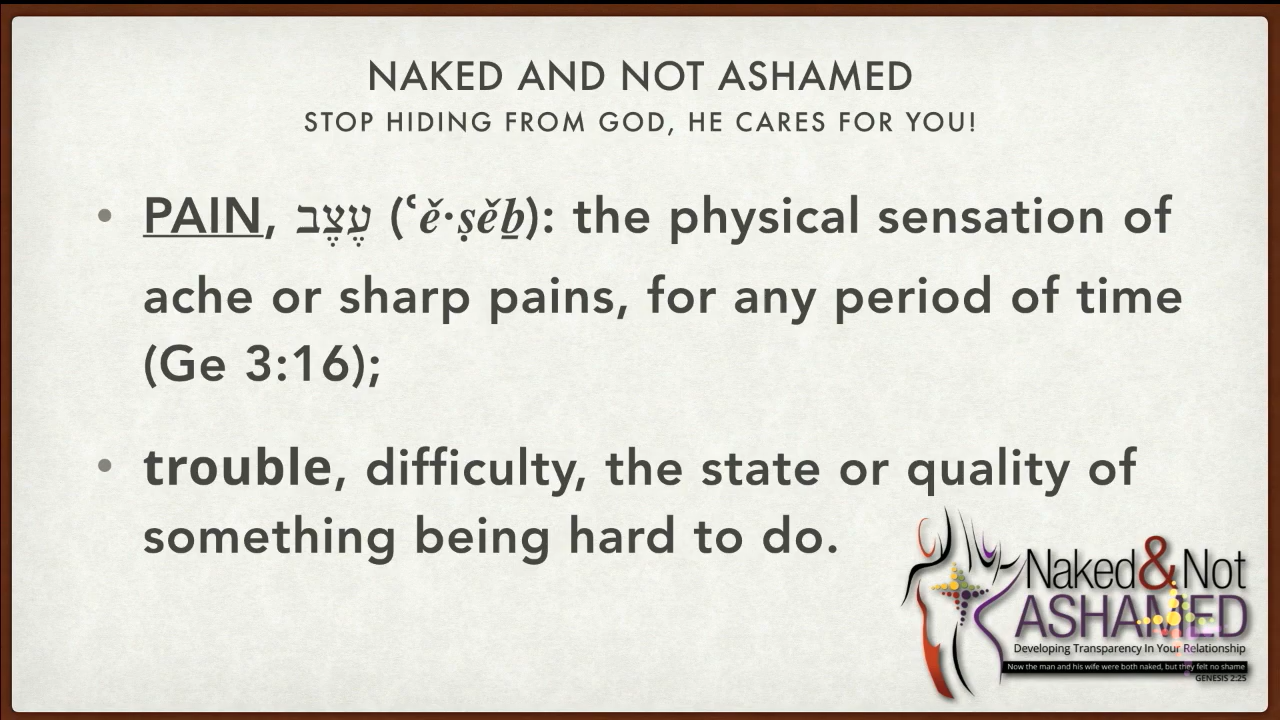 NAKED AND NOT ASHAMED
STOP HIDING FROM GOD, HE CARES FOR YOU!
• PAIN, עֶצֶב (ʿě·ṣěḇ): the physical sensation of
ache or sharp pains, for any period of time
(Ge 3:16);
• trouble, difficulty, the state or quality of
something being hard to do.
Naked & Not
ASHAMED
Developing Transparency In Your Relationship
Now the man and his wife were both naked, but they felt no shame
GENESIS 2:25